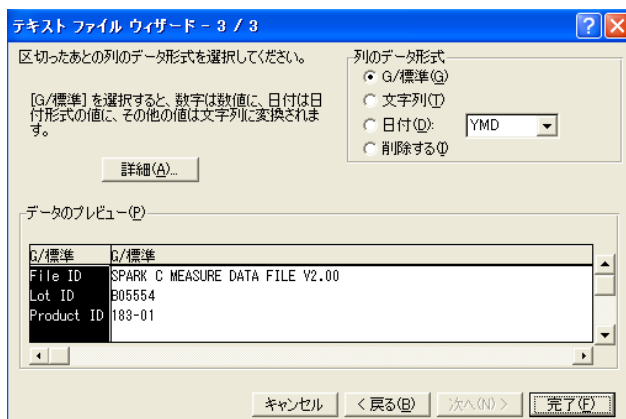 テキスト ファイル ウィザード - 3 / 3
区切ったあとの列のデータ形式を選択してください。
[G/標準] を選択すると、数字は数値に、日付は日
付形式の値に、その他の値は文字列に変換されま
す。
詳細(A)...
列のデータ形式
G/標準(G)
文字列(T)
日付(D):
YMD
削除する(I)
データのプレビュー(P)
G/標準 G/標準
File ID SPARK C MEASURE DATA FILE V2.00
Lot ID B05554
Product ID 183-01
キャンセル
< 戻る(B)
次へ(N) >
完了(F)